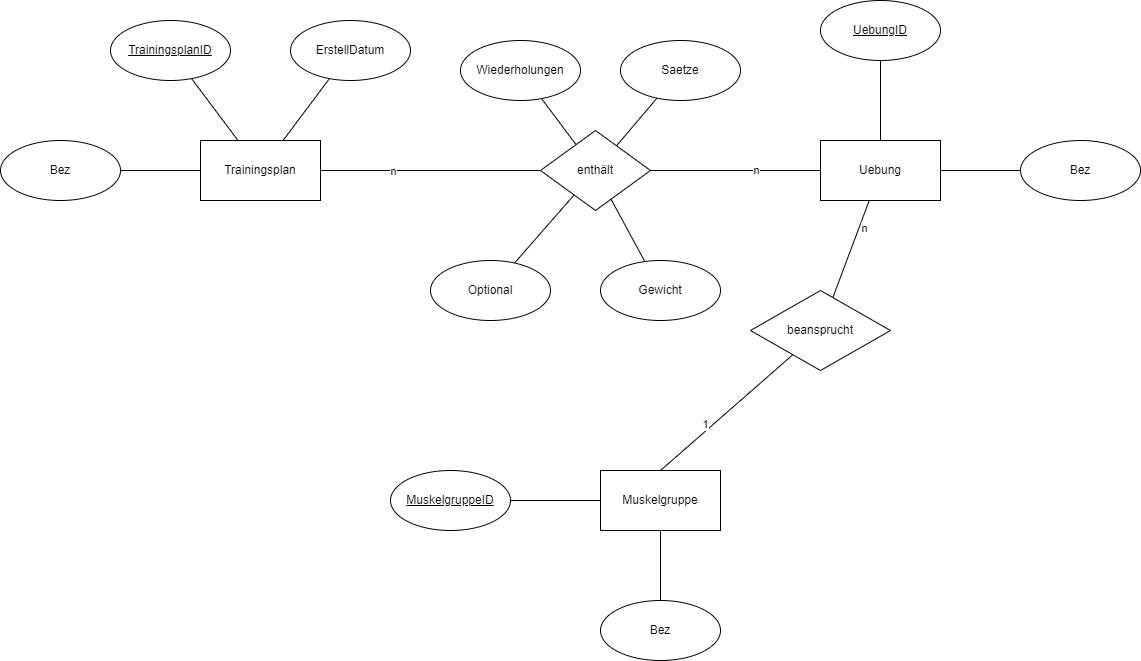 UebungID
TrainingsplanID
ErstellDatum
Wiederholungen
Saetze
Bez
Trainingsplan
n
enthält
n
Uebung
Bez
n
Optional
Gewicht
beansprucht
1
MuskelgruppeID
Muskelgruppe
Bez